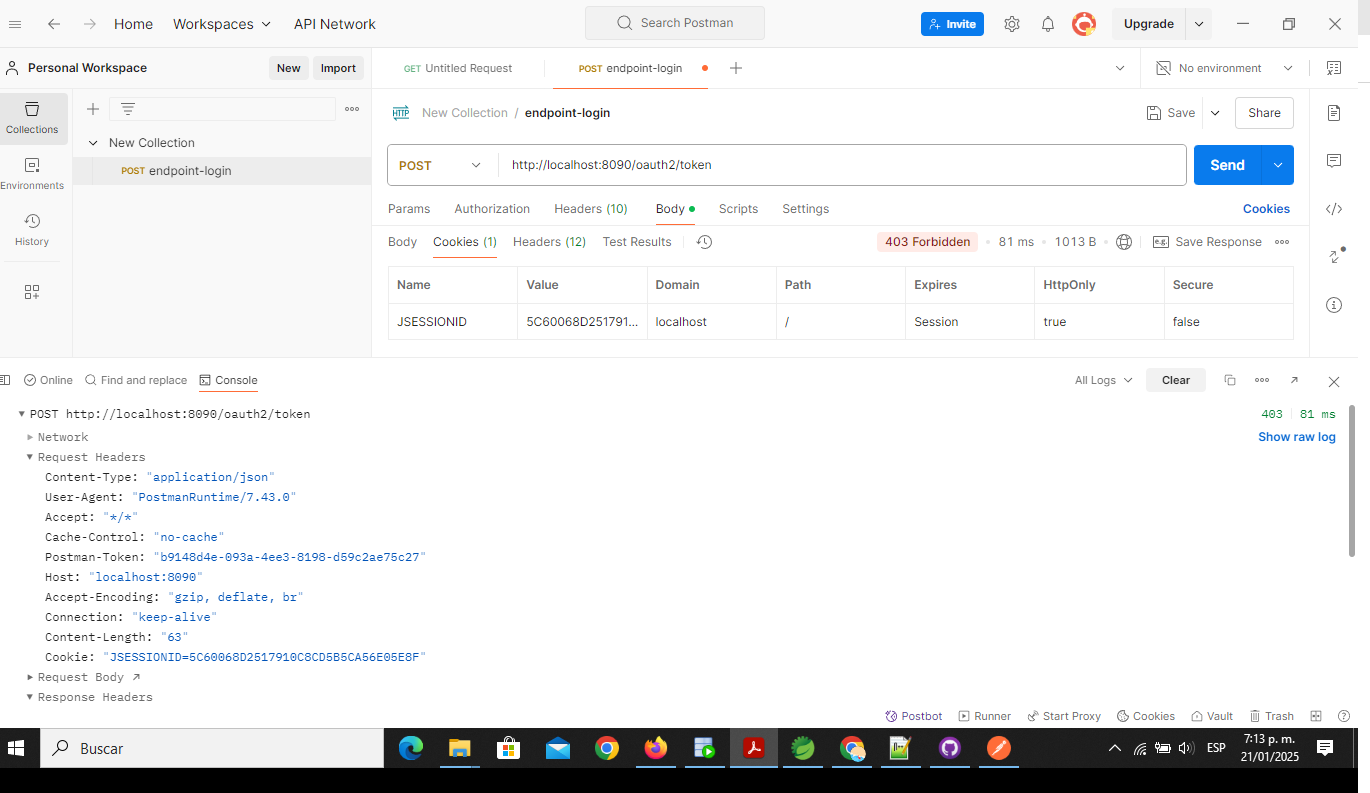 Home Workspaces API Network Search Postman Invite Upgrade
Personal Workspace New Import GET Untitled Request POST endpoint-login No environment
Collections
New Collection / endpoint-login Save Share
New Collection
POST endpoint-login
POST http://localhost:8090/oauth2/token Send
Environments
History
Params Authorization Headers (10) Body Scripts Settings Cookies
Body Cookies (1) Headers (12) Test Results 403 Forbidden 81 ms 1013 B e.g. Save Response
Name Value Domain Path Expires HttpOnly Secure
JSESSIONID 5C60068D251791... localhost / Session true false
Online Find and replace Console All Logs Clear
POST http://localhost:8090/oauth2/token 403 81 ms
Network Show raw log
Request Headers
Content-Type: "application/json"
User-Agent: "PostmanRuntime/7.43.0"
Accept: "*/*"
Cache-Control: "no-cache"
Postman-Token: "b9148d4e-093a-4ee3-8198-d59c2ae75c27"
Host: "localhost:8090"
Accept-Encoding: "gzip, deflate, br"
Connection: "keep-alive"
Content-Length: "63"
Cookie: "JSESSIONID=5C60068D2517910C8CD5B5CA56E05E8F"
Request Body
Response Headers
Postbot Runner Start Proxy Cookies Vault Trash
Buscar ESP 7:13 p. m.
21/01/2025